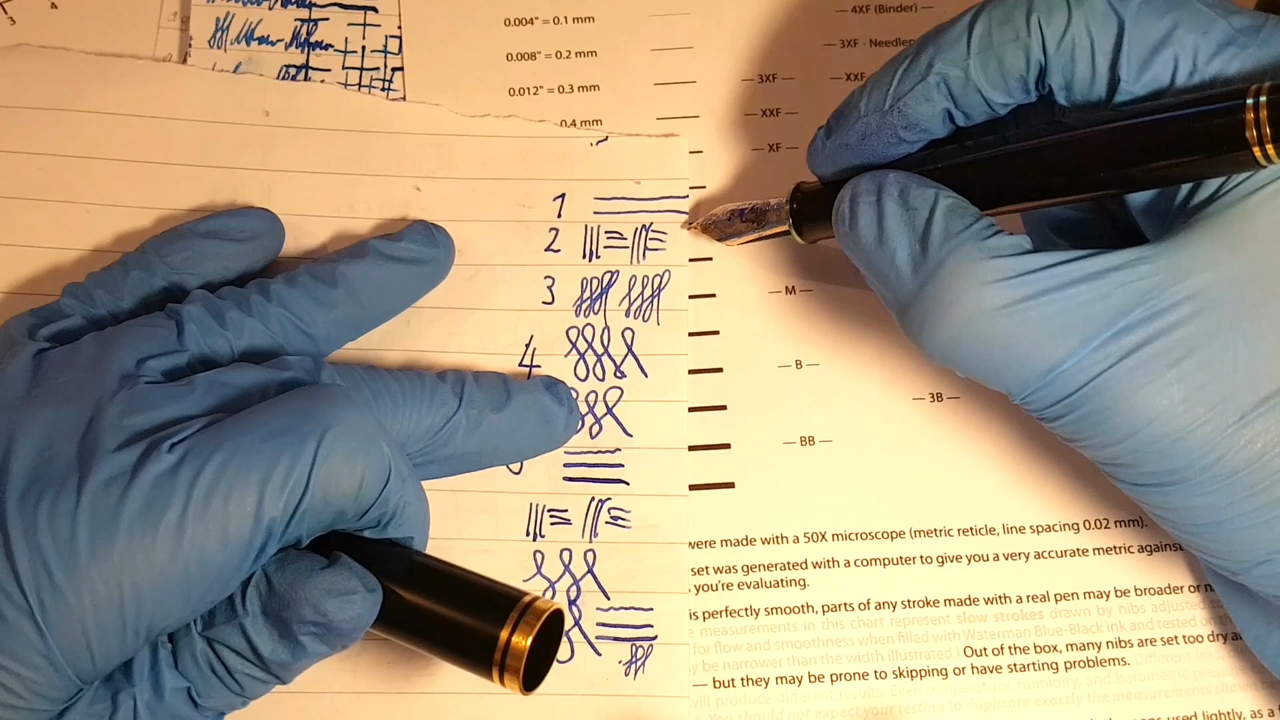 3 4
0.004" = 0.1 mm
0.008" = 0.2 mm
0.012" = 0.3 mm
0.4 mm
— 4XF (Binder) —
— 3XF - Needlep
— 3XF — — XXF
— XXF —
— XF —
— M —
— B —
— 3B —
— BB —
1
2
3
4
were made with a 50X microscope (metric reticle, line spacing 0.02 mm).
set was generated with a computer to give you a very accurate metric against
you're evaluating.
is perfectly smooth, parts of any stroke made with a real pen may be broader or n
measurements in this chart represent slow strokes drawn by nibs adjusted
for flow and smoothness when filled with Waterman Blue-Black ink and tested on
y be narrower than the width illustrated.) Out of the box, many nibs are set too dry a
— but they may be prone to skipping or have starting problems.
used lightly, as a